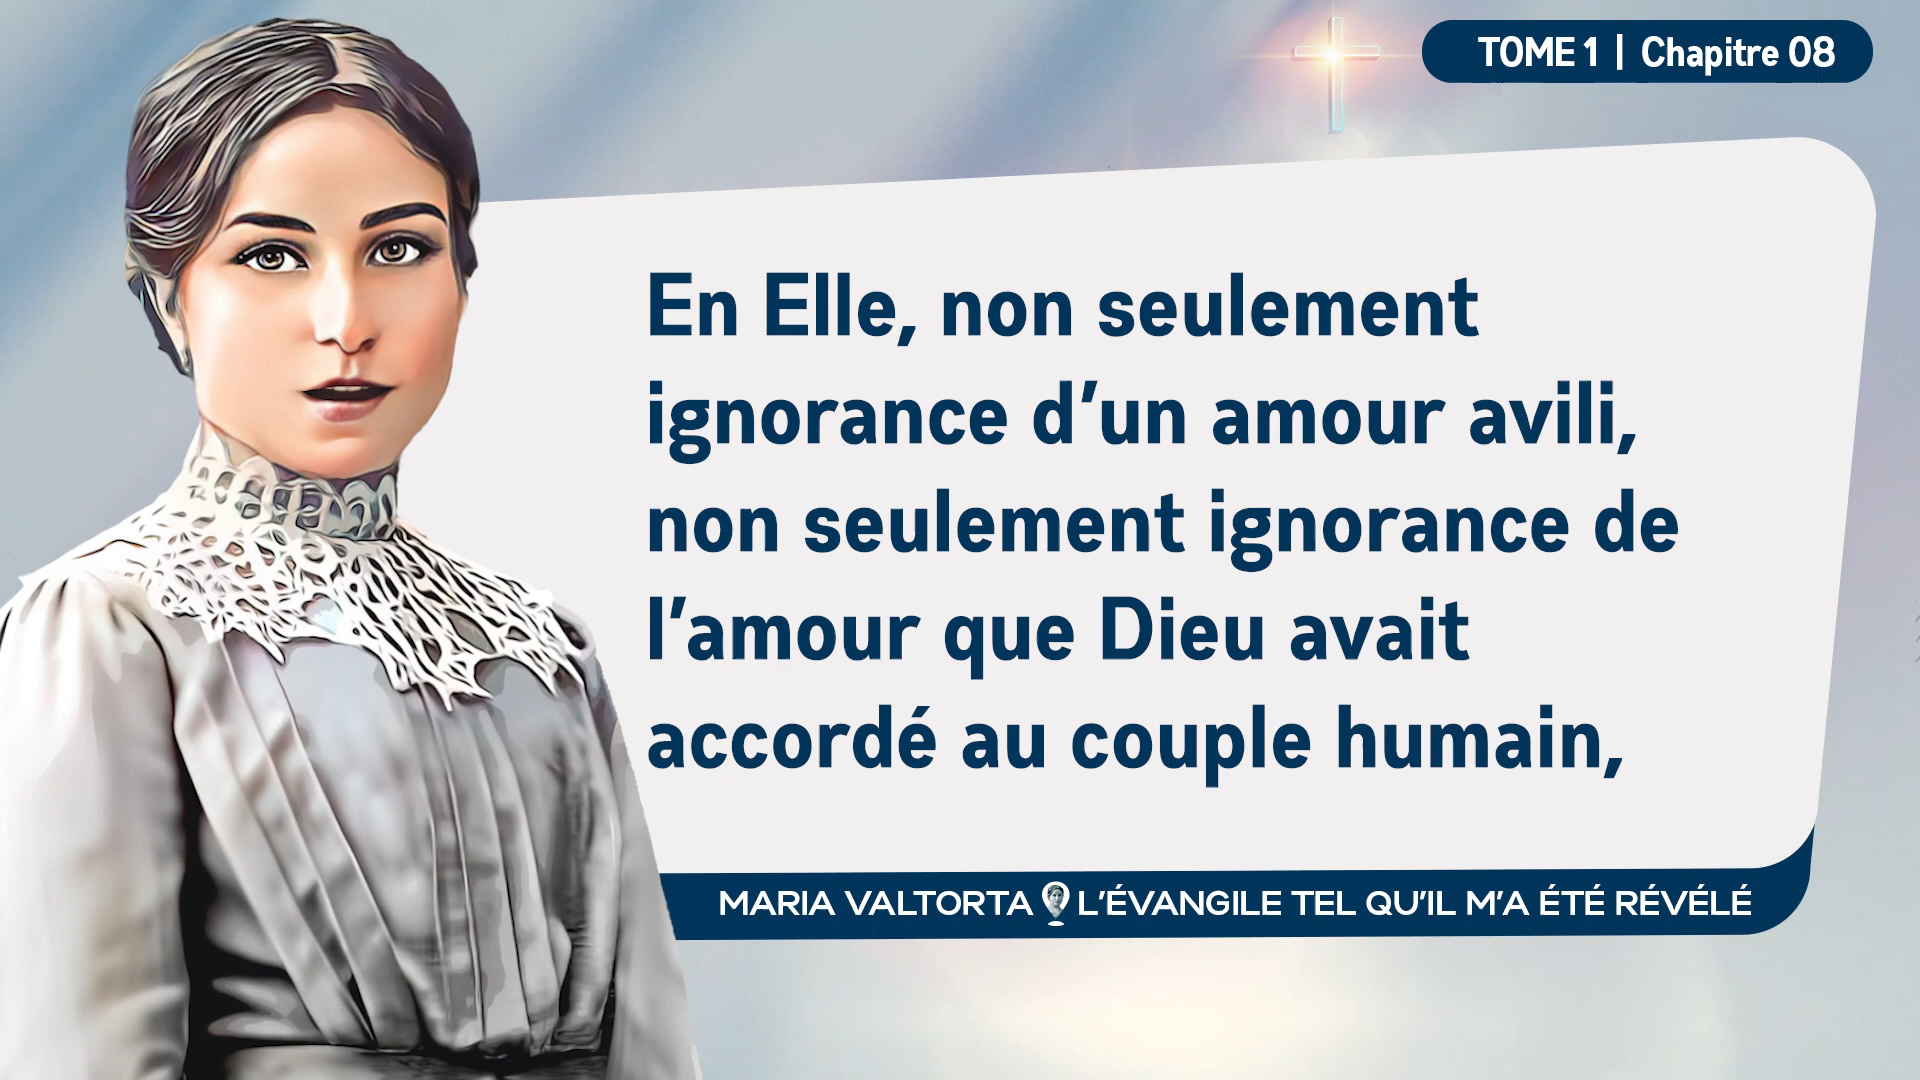 TOME 1 | Chapitre 08
En Elle, non seulement
ignorance d’un amour avili,
non seulement ignorance de
l’amour que Dieu avait
accordé au couple humain,
MARIA VALTORTA L’ÉVANGILE TEL QU’IL M’A ÉTÉ RÉVÉLÉ